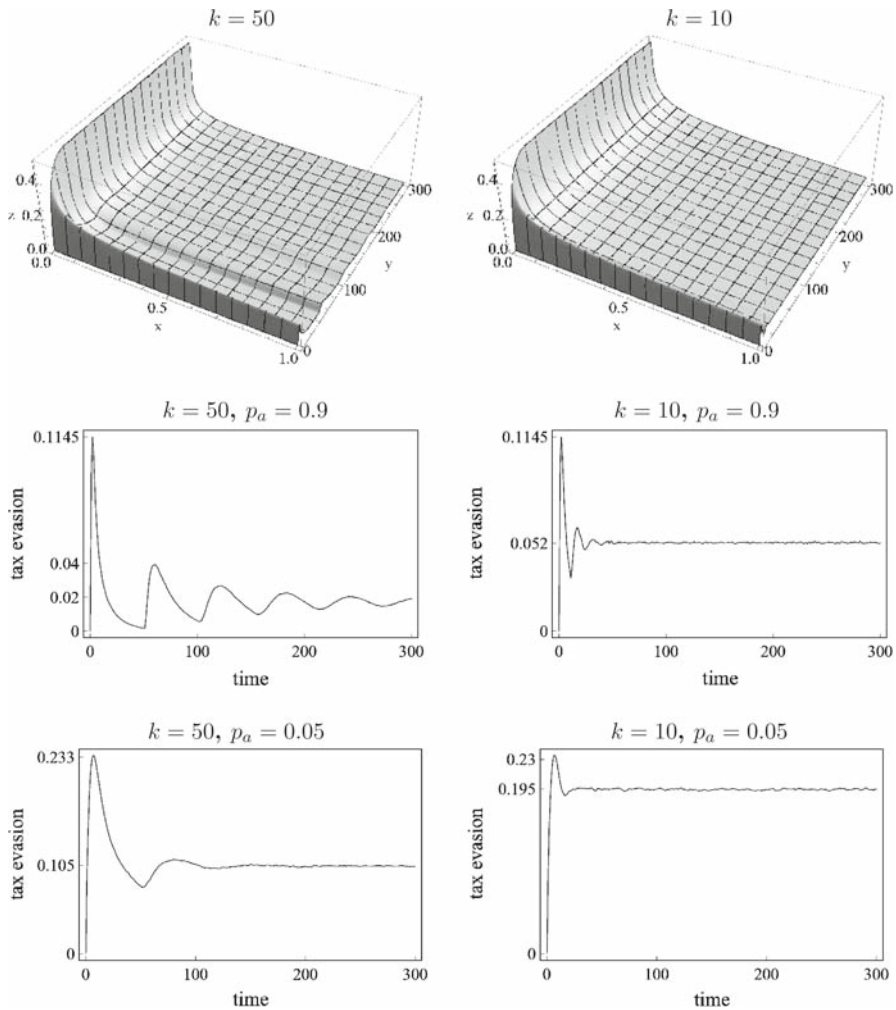 k = 50
0.4
z 0.2
0.0
0.0
0.5
x
1.0
0
100
y
200
300
k = 10
0.4
z 0.2
0.0
0.0
0.5
x
1.0
0
100
y
200
300
k = 50, p_a = 0.9
0.1145
0.04
0.02
0
tax evasion
0 100 200 300
time
k = 10, p_a = 0.9
0.1145
0.052
0
tax evasion
0 100 200 300
time
k = 50, p_a = 0.05
0.233
0.105
0
tax evasion
0 100 200 300
time
k = 10, p_a = 0.05
0.23
0.195
0
tax evasion
0 100 200 300
time